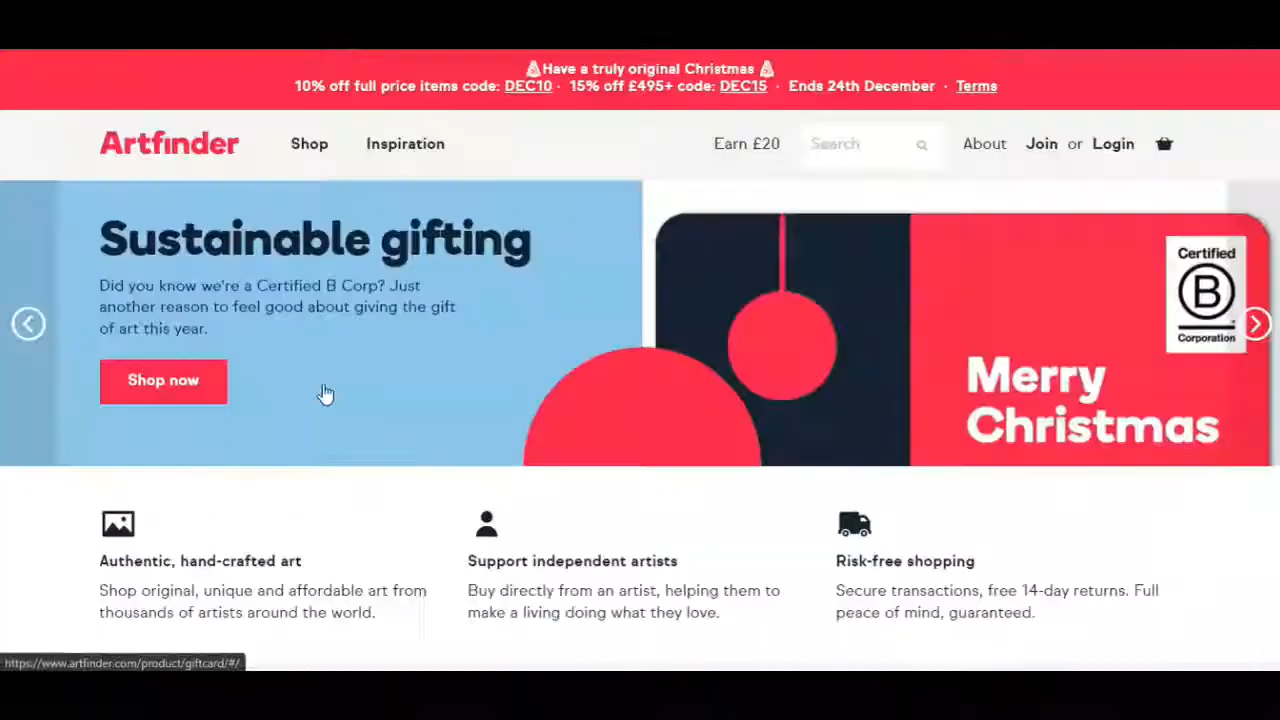 Have a truly original Christmas
10% off full price items code: DEC10 · 15% off £495+ code: DEC15 · Ends 24th December · Terms
Artfinder
Shop
Inspiration
Earn £20
Search
About
Join or Login
Sustainable gifting
Did you know we're a Certified B Corp? Just
another reason to feel good about giving the gift
of art this year.
Shop now
Certified
B
Corporation
Merry
Christmas
Authentic, hand-crafted art
Shop original, unique and affordable art from
thousands of artists around the world.
Support independent artists
Buy directly from an artist, helping them to
make a living doing what they love.
Risk-free shopping
Secure transactions, free 14-day returns. Full
peace of mind, guaranteed.
https://www.artfinder.com/product/giftcard/#/